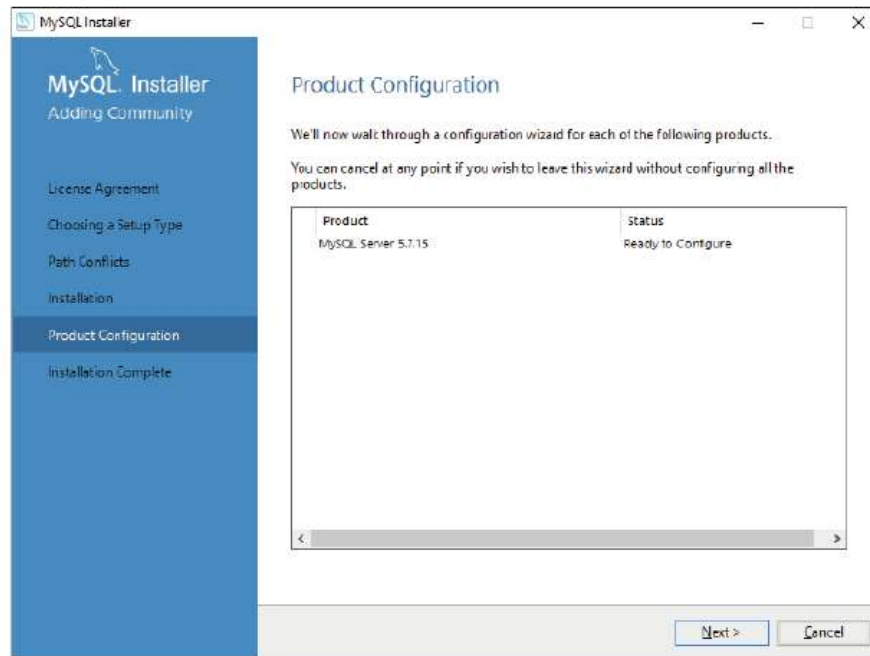 MySQL Installer
MySQL. Installer
Adding Community
License Agreement
Choosing a Setup Type
Path Conflicts
Installation
Product Configuration
Installation Complete
Product Configuration
We'll now walk through a configuration wizard for each of the following products.
You can cancel at any point if you wish to leave this wizard without configuring all the
products.
Product Status
MySQL Server 5.7.15 Ready to Configure
Next > Cancel